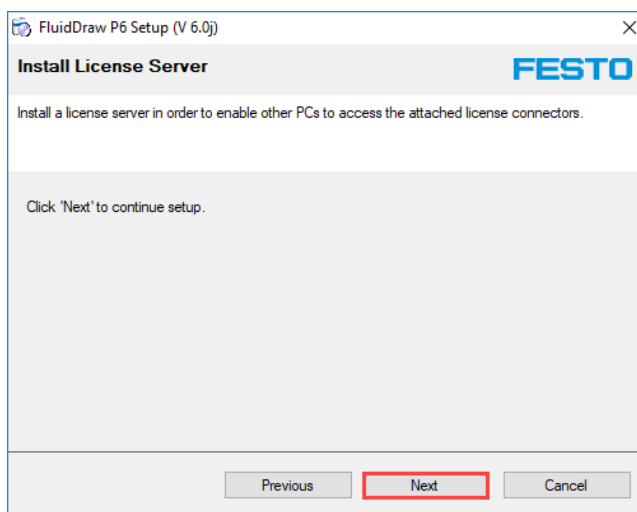 FluidDraw P6 Setup (V 6.0j)
Install License Server
FESTO
Install a license server in order to enable other PCs to access the attached license connectors.
Click 'Next' to continue setup.
Previous
Next
Cancel